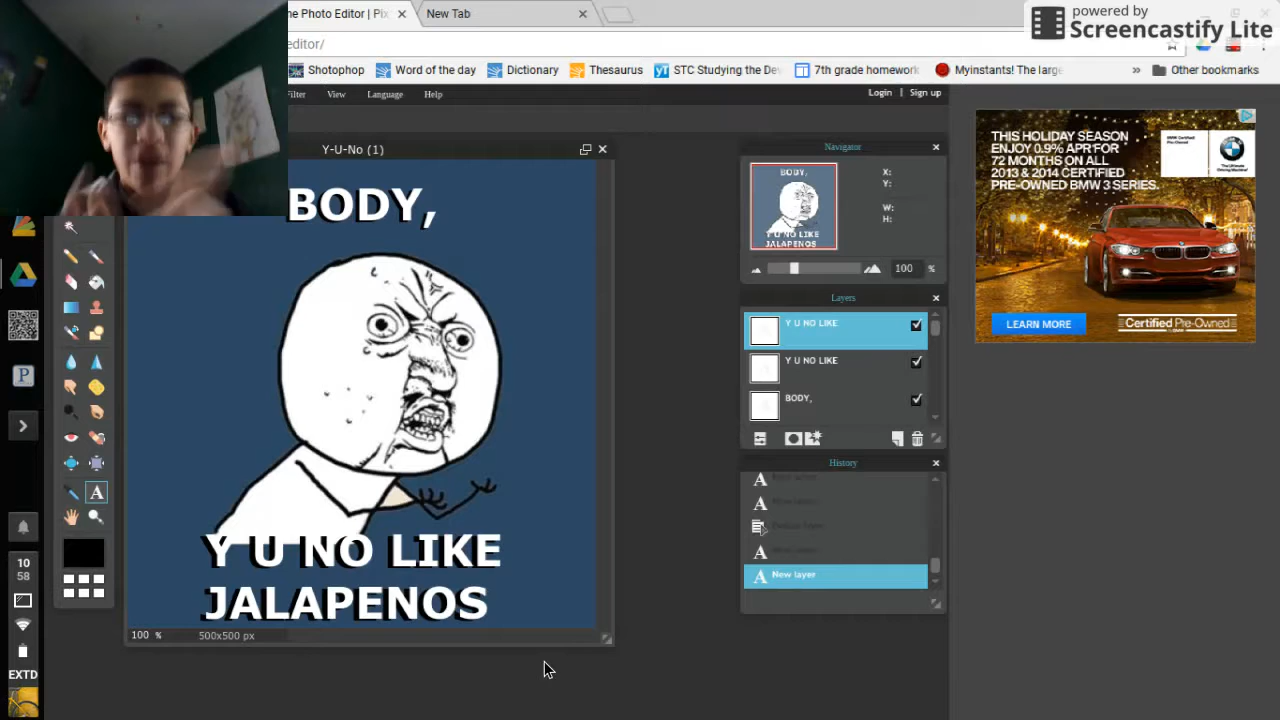 me Photo Editor | Pix
New Tab
powered by
Screencastify Lite
editor/
Shotophop
Word of the day
Dictionary
Thesaurus
STC Studying the Dev
7th grade homework
Myinstants! The large
»
Other bookmarks
Filter
View
Language
Help
Login | Sign up
Y-U-No (1)
BODY,
Y U NO LIKE
JALAPENOS
100 %
500x500 px
Navigator
BODY,
Y U NO LIKE
JALAPENOS
X:
Y:
W:
H:
100 %
Layers
Y U NO LIKE
Y U NO LIKE
BODY,
History
New layer
THIS HOLIDAY SEASON
ENJOY 0.9% APR FOR
72 MONTHS ON ALL
2013 & 2014 CERTIFIED
PRE-OWNED BMW 3 SERIES.
LEARN MORE
Certified Pre-Owned
P
A
10
58
EXTD